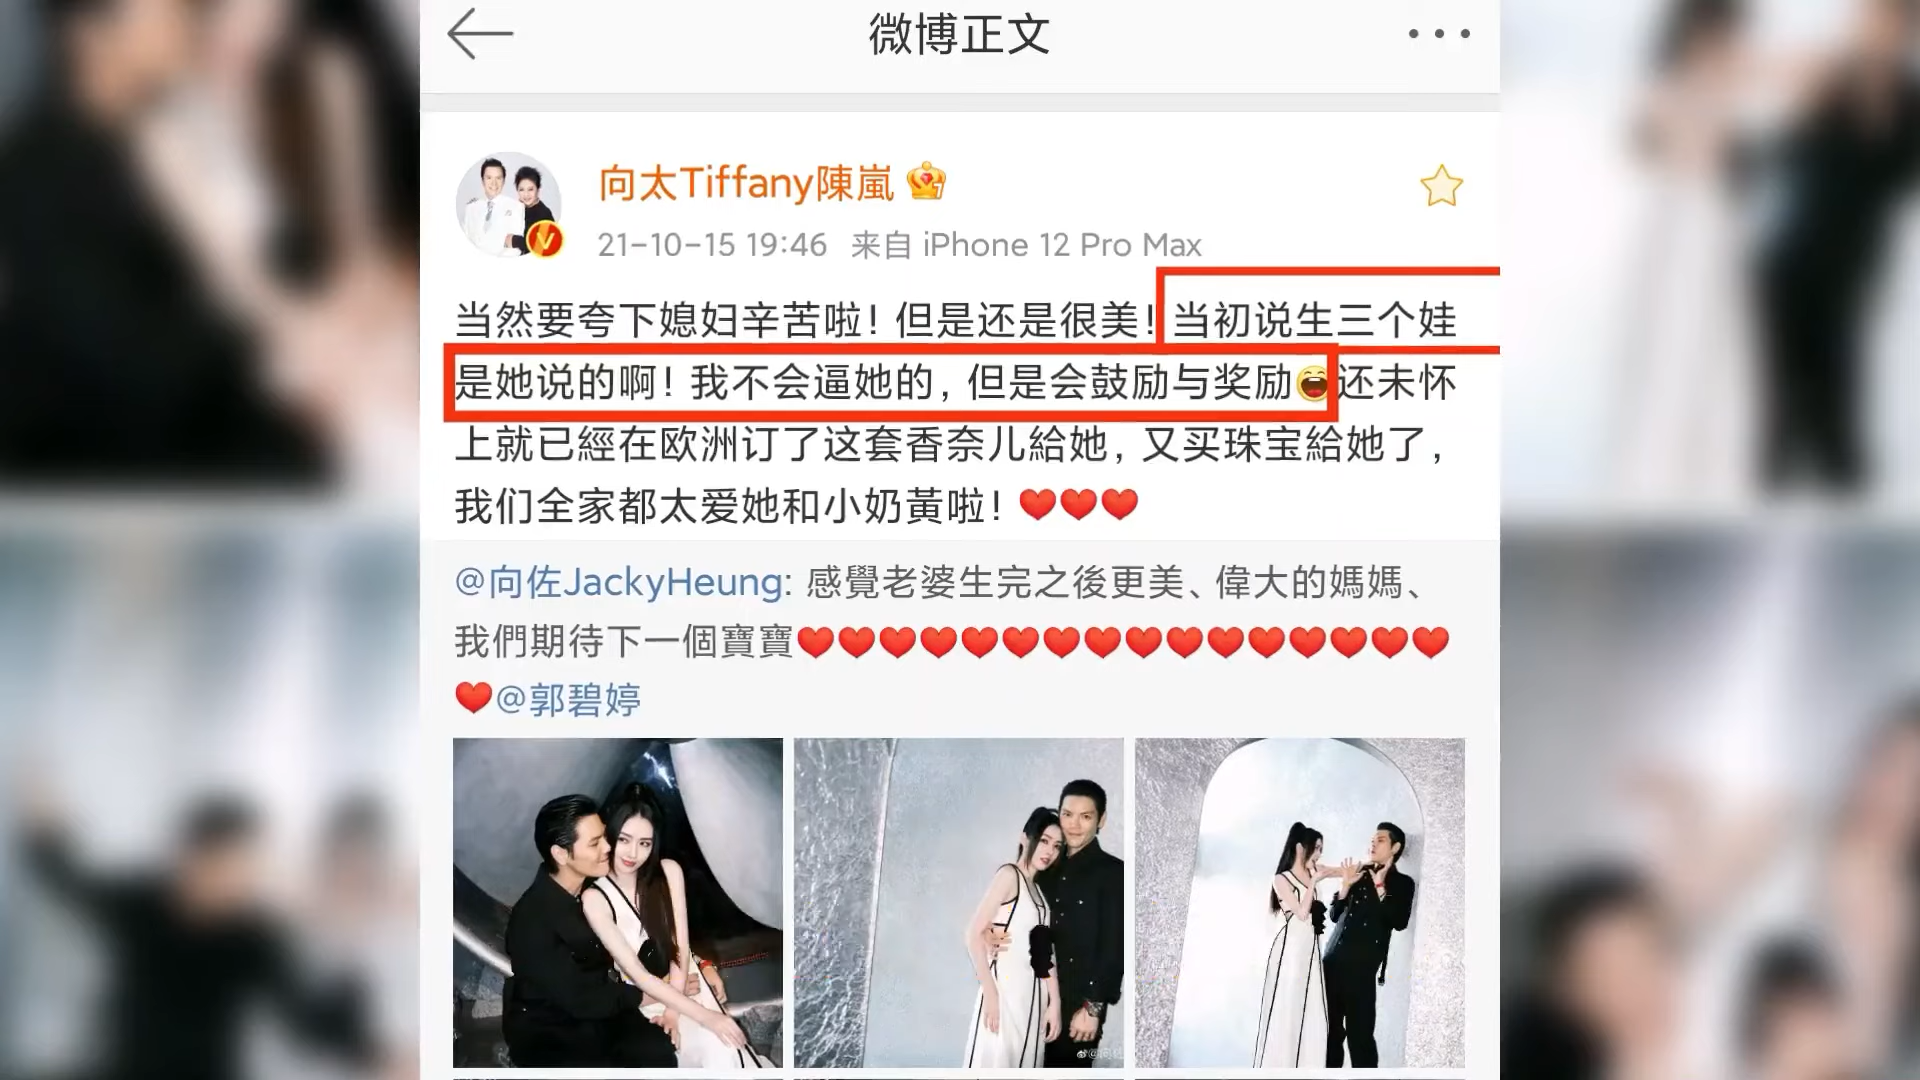 微博正文
向太Tiffany陳嵐
21-10-15 19:46 来自 iPhone 12 Pro Max
当然要夸下媳妇辛苦啦！但是还是很美！当初说生三个娃
是她说的啊！我不会逼她的，但是会鼓励与奖励😄还未怀
上就已經在欧洲订了这套香奈儿給她，又买珠宝給她了，
我们全家都太爱她和小奶黃啦！❤❤❤
@向佐JackyHeung: 感覺老婆生完之後更美、偉大的媽媽、
我們期待下一個寶寶❤❤❤❤❤❤❤❤❤❤❤❤❤❤❤❤
❤@郭碧婷